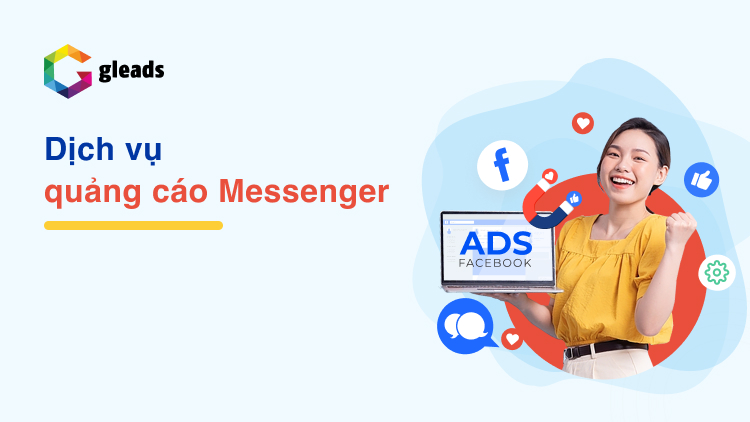 gleads
Dịch vụ
quảng cáo Messenger
ADS
FACEBOOK